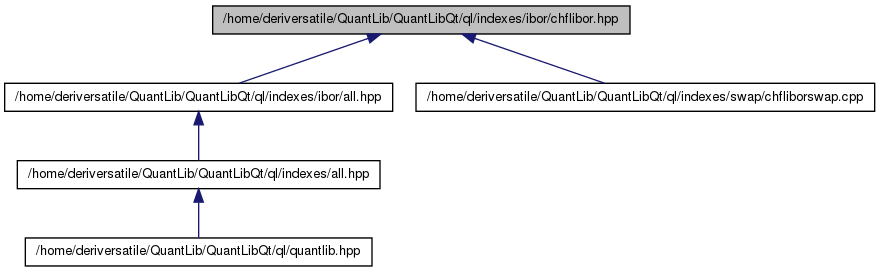 /home/deriversatile/QuantLib/QuantLibQt/ql/indexes/ibor/chflibor.hpp
/home/deriversatile/QuantLib/QuantLibQt/ql/indexes/ibor/all.hpp
/home/deriversatile/QuantLib/QuantLibQt/ql/indexes/swap/chfliborswap.cpp
/home/deriversatile/QuantLib/QuantLibQt/ql/indexes/all.hpp
/home/deriversatile/QuantLib/QuantLibQt/ql/quantlib.hpp